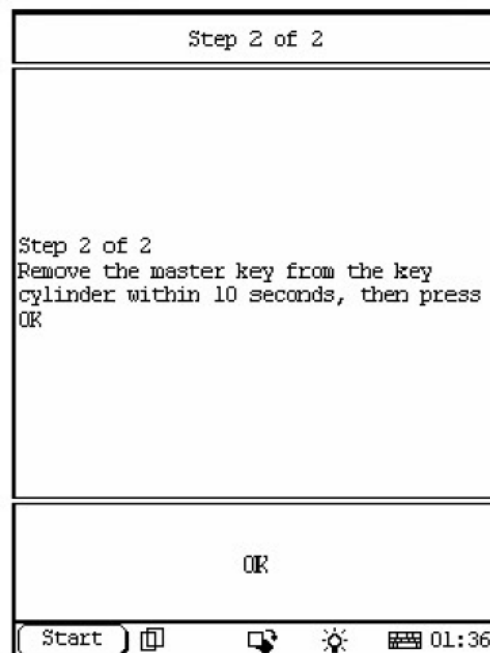 Step 2 of 2
Step 2 of 2
Remove the master key from the key
cylinder within 10 seconds, then press
OK
OK
Start 01:36